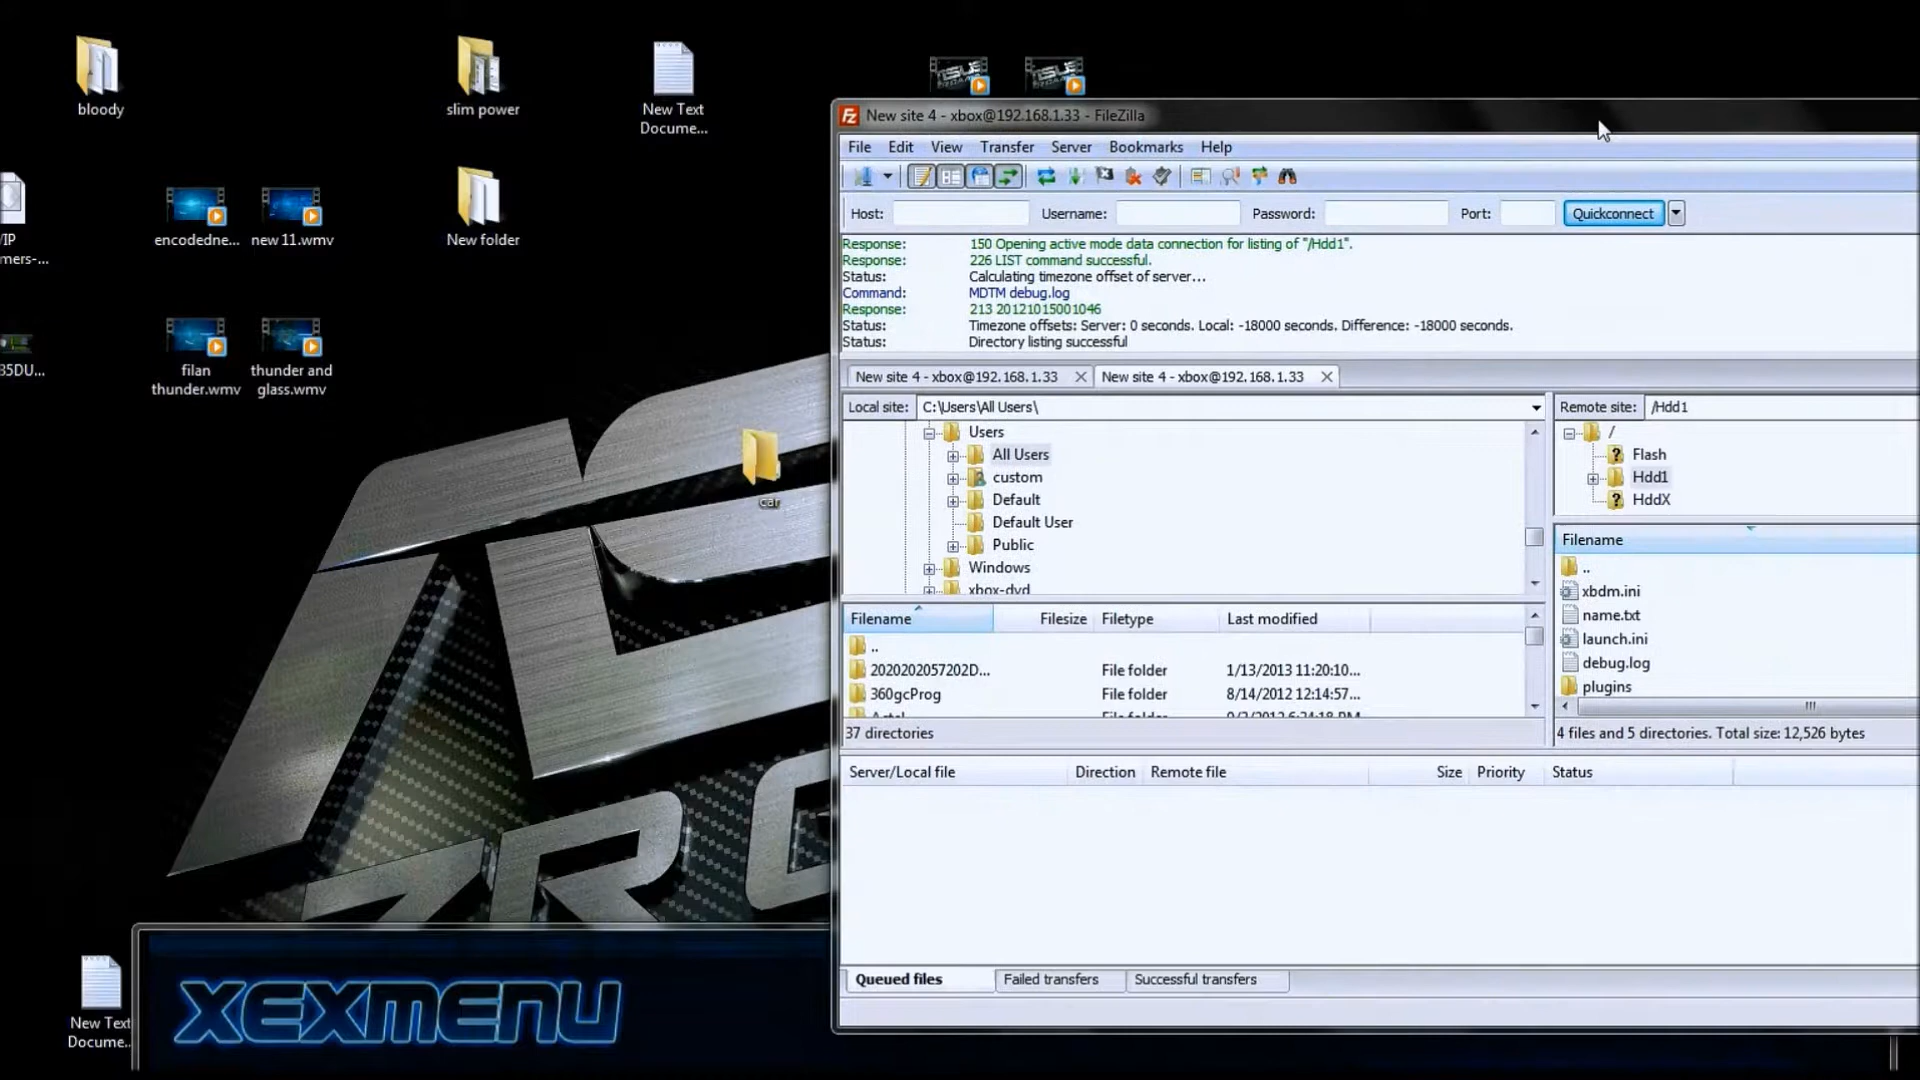 bloody
slim power
New Text
Docume...
New folder
encodedne...
new 11.wmv
mers-...
filan
thunder.wmv
thunder and
glass.wmv
35DU...
car
New Text
Docume..
XEXMENU
New site 4 - xbox@192.168.1.33 - FileZilla
File Edit View Transfer Server Bookmarks Help
Host: Username: Password: Port: Quickconnect
Response: 150 Opening active mode data connection for listing of "/Hdd1".
Response: 226 LIST command successful.
Status: Calculating timezone offset of server...
Command: MDTM debug.log
Response: 213 20121015001046
Status: Timezone offsets: Server: 0 seconds. Local: -18000 seconds. Difference: -18000 seconds.
Status: Directory listing successful
New site 4 - xbox@192.168.1.33 New site 4 - xbox@192.168.1.33
Local site: C:\Users\All Users\
Users
All Users
custom
Default
Default User
Public
Windows
xbox-dvd
Filename Filesize Filetype Last modified
..
2020202057202D... File folder 1/13/2013 11:20:10...
360gcProg File folder 8/14/2012 12:14:57...
37 directories
Remote site: /Hdd1
/
Flash
Hdd1
HddX
Filename
..
xbdm.ini
name.txt
launch.ini
debug.log
plugins
4 files and 5 directories. Total size: 12,526 bytes
Server/Local file Direction Remote file Size Priority Status
Queued files Failed transfers Successful transfers